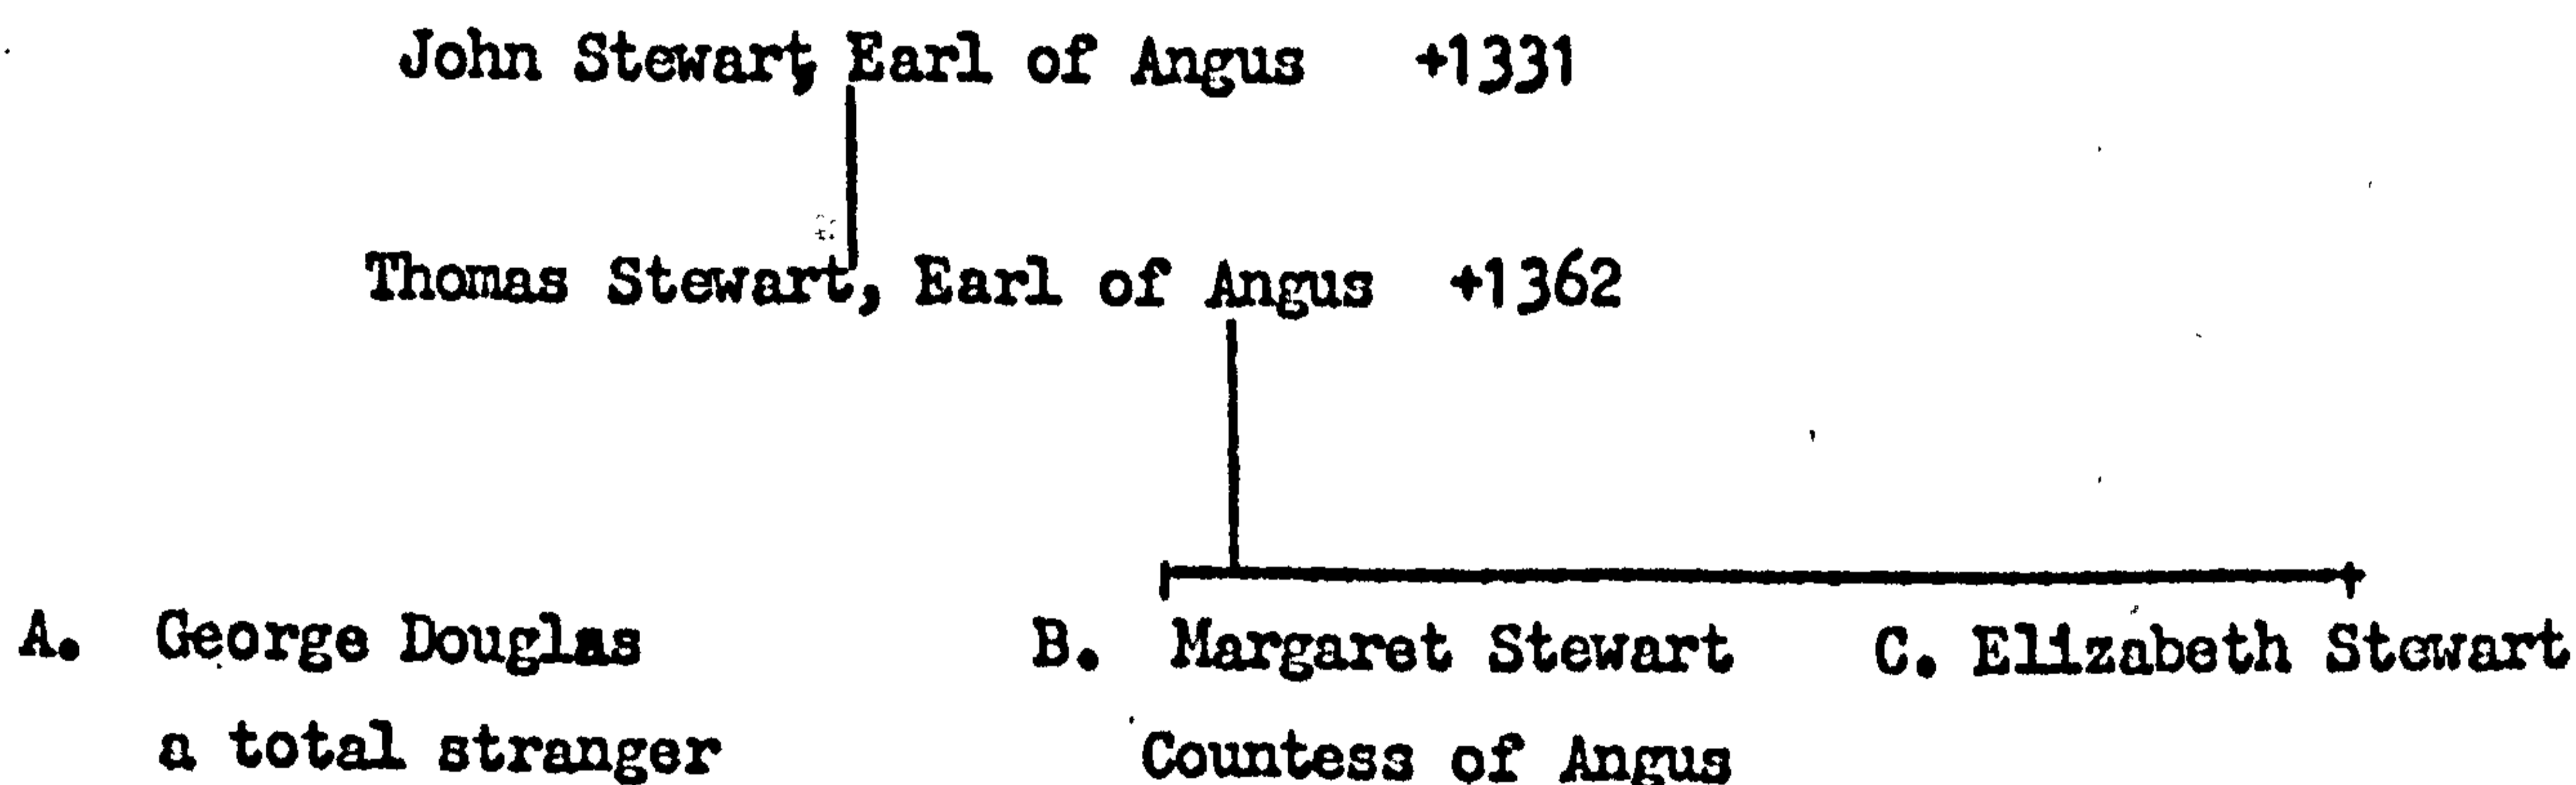 John Stewart, Earl of Angus +1331
Thomas Stewart, Earl of Angus +1362
A. George Douglas B. Margaret Stewart C. Elizabeth Stewart
a total stranger Countess of Angus